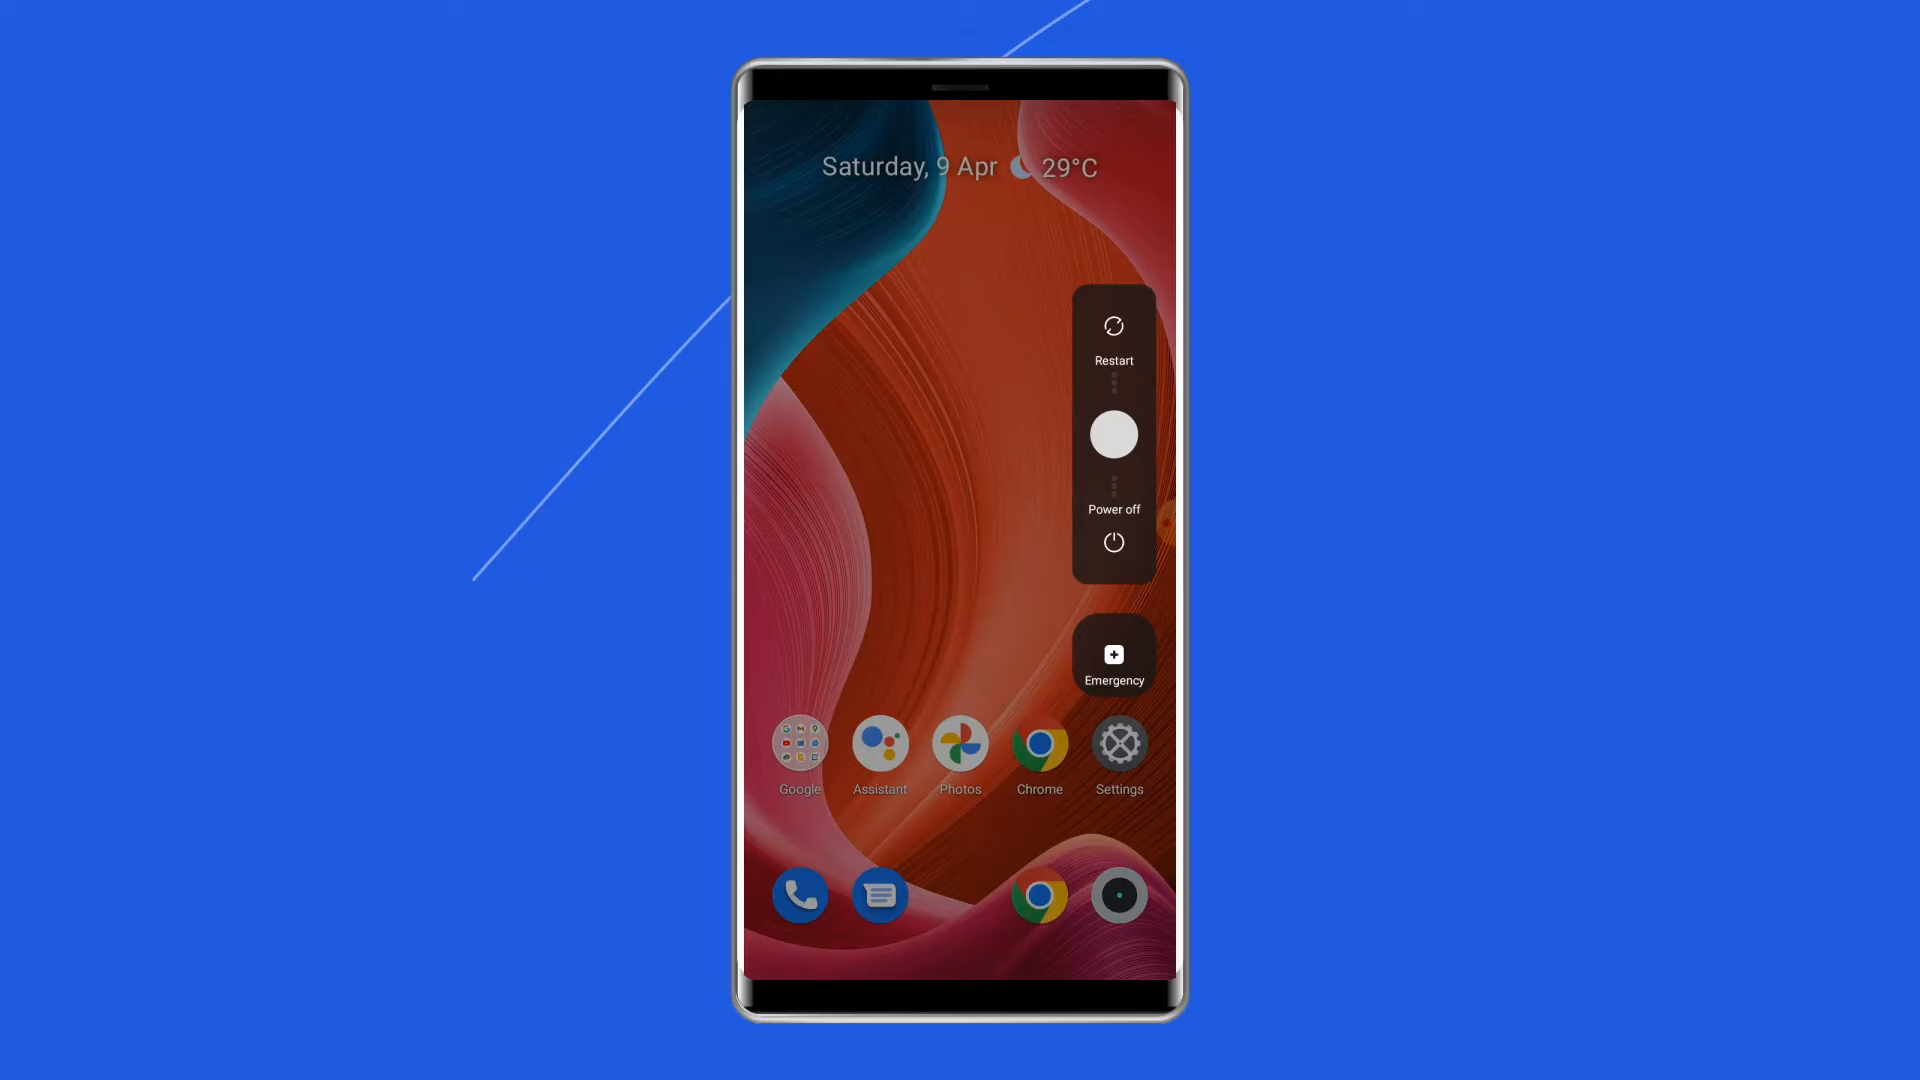 Saturday, 9 Apr 29°C
Restart
Power off
Emergency
Google Assistant Photos Chrome Settings